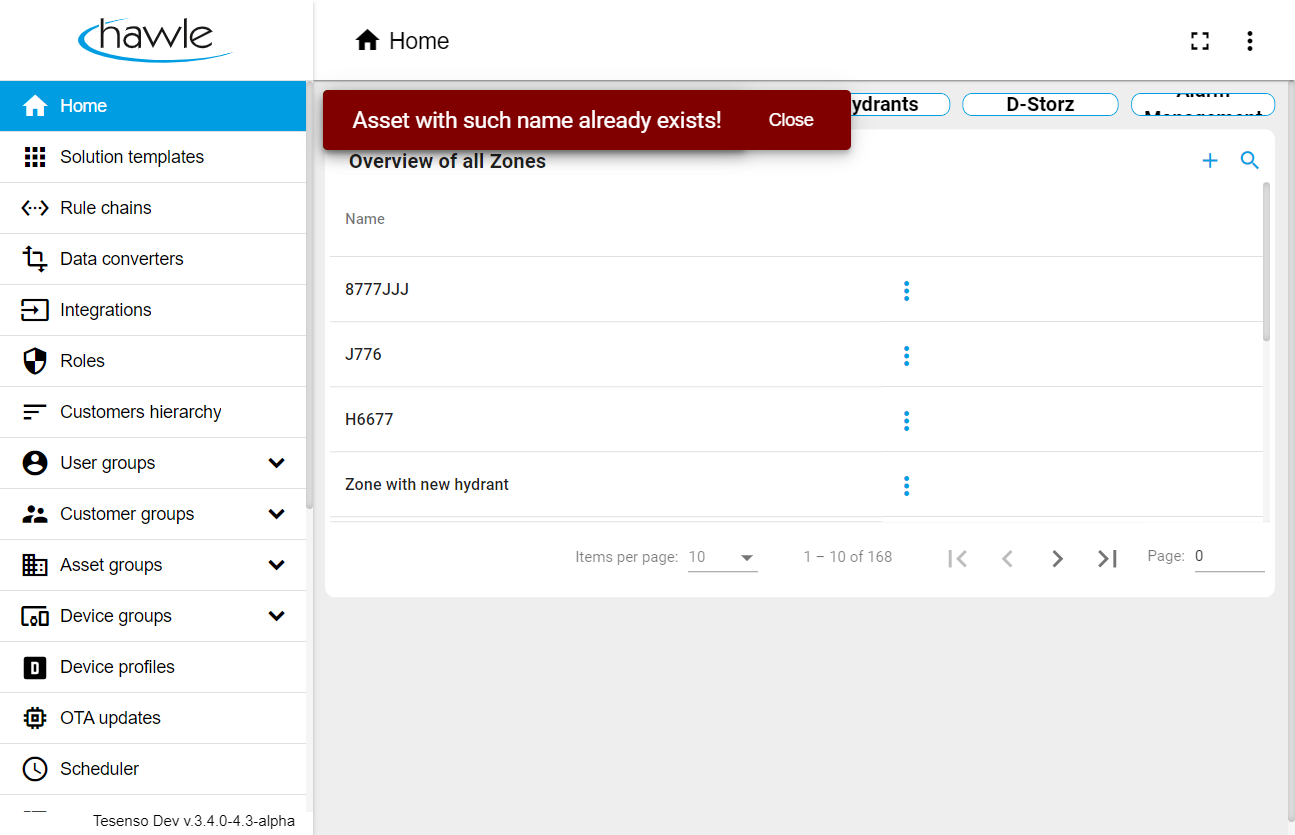 hawle
Home
Home
Solution templates
Rule chains
Data converters
Integrations
Roles
Customers hierarchy
User groups
Customer groups
Asset groups
Device groups
Device profiles
OTA updates
Scheduler
Tesenso Dev v.3.4.0-4.3-alpha
Asset with such name already exists! Close
ydrants
D-Storz
Alarm
Management
Overview of all Zones
Name
8777JJJ
J776
H6677
Zone with new hydrant
Items per page: 10
1 – 10 of 168
Page: 0